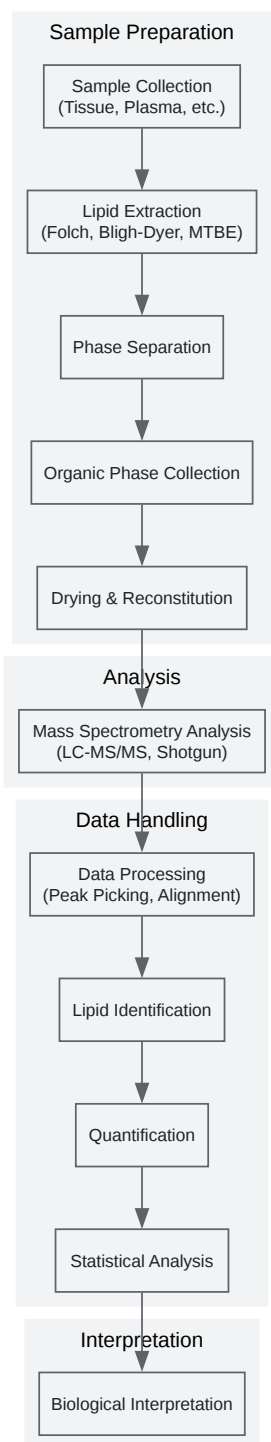 Sample Preparation
Sample Collection
(Tissue, Plasma, etc.)
Lipid Extraction
(Folch, Bligh-Dyer, MTBE)
Phase Separation
Organic Phase Collection
Drying & Reconstitution
Analysis
Mass Spectrometry Analysis
(LC-MS/MS, Shotgun)
Data Handling
Data Processing
(Peak Picking, Alignment)
Lipid Identification
Quantification
Statistical Analysis
Interpretation
Biological Interpretation